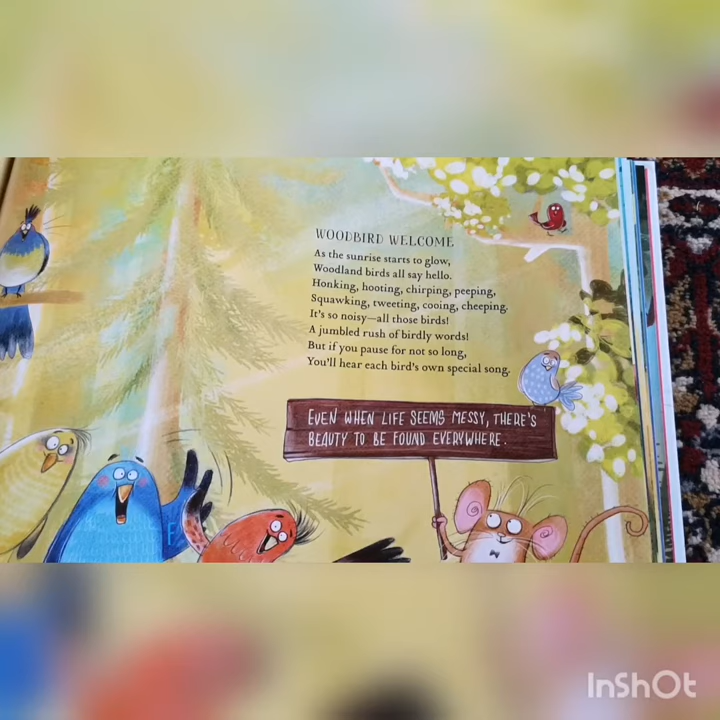 WOODBIRD WELCOME
As the sunrise starts to glow,
Woodland birds all say hello.
Honking, hooting, chirping, peeping,
Squawking, tweeting, cooing, cheeping.
It's so noisy—all those birds!
A jumbled rush of birdly words!
But if you pause for not so long,
You'll hear each bird's own special song.
EVEN WHEN LIFE SEEMS MESSY, THERE'S
BEAUTY TO BE FOUND EVERYWHERE.
InShOt